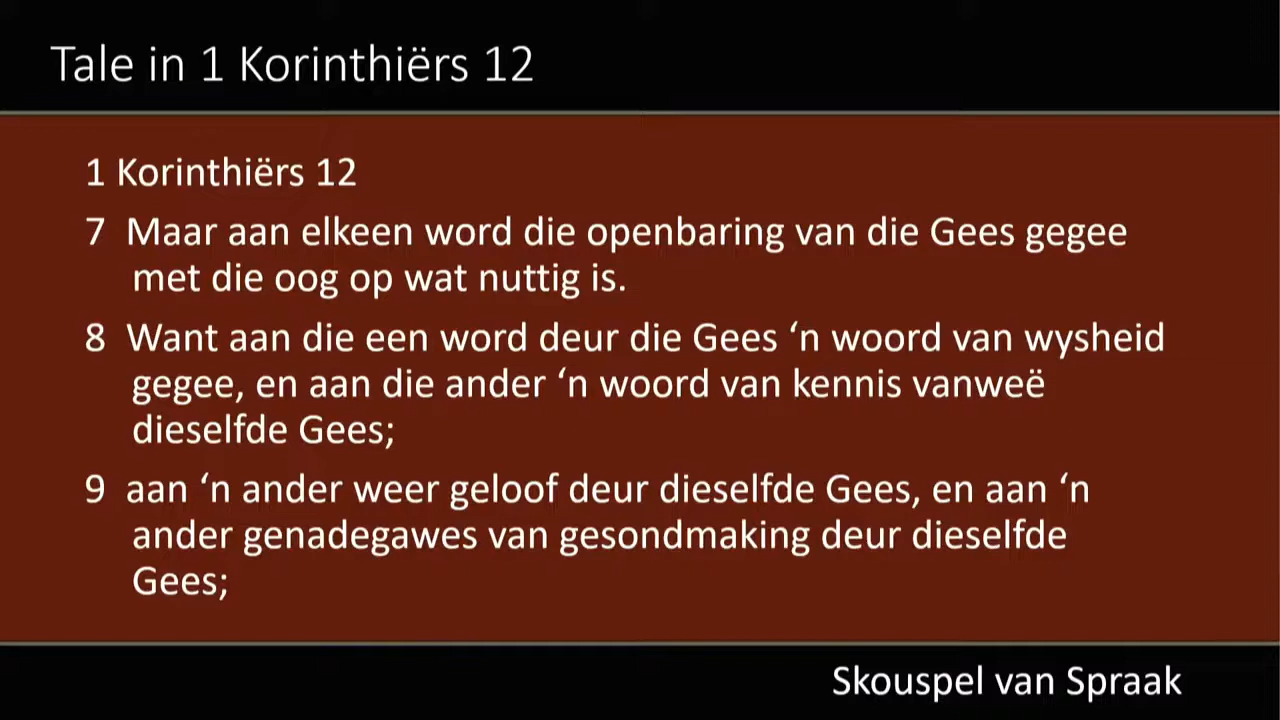 Tale in 1 Korinthiërs 12
1 Korinthiërs 12
7 Maar aan elkeen word die openbaring van die Gees gegee
met die oog op wat nuttig is.
8 Want aan die een word deur die Gees ‘n woord van wysheid
gegee, en aan die ander ‘n woord van kennis vanweë
dieselfde Gees;
9 aan ‘n ander weer geloof deur dieselfde Gees, en aan ‘n
ander genadegawes van gesondmaking deur dieselfde
Gees;
Skouspel van Spraak